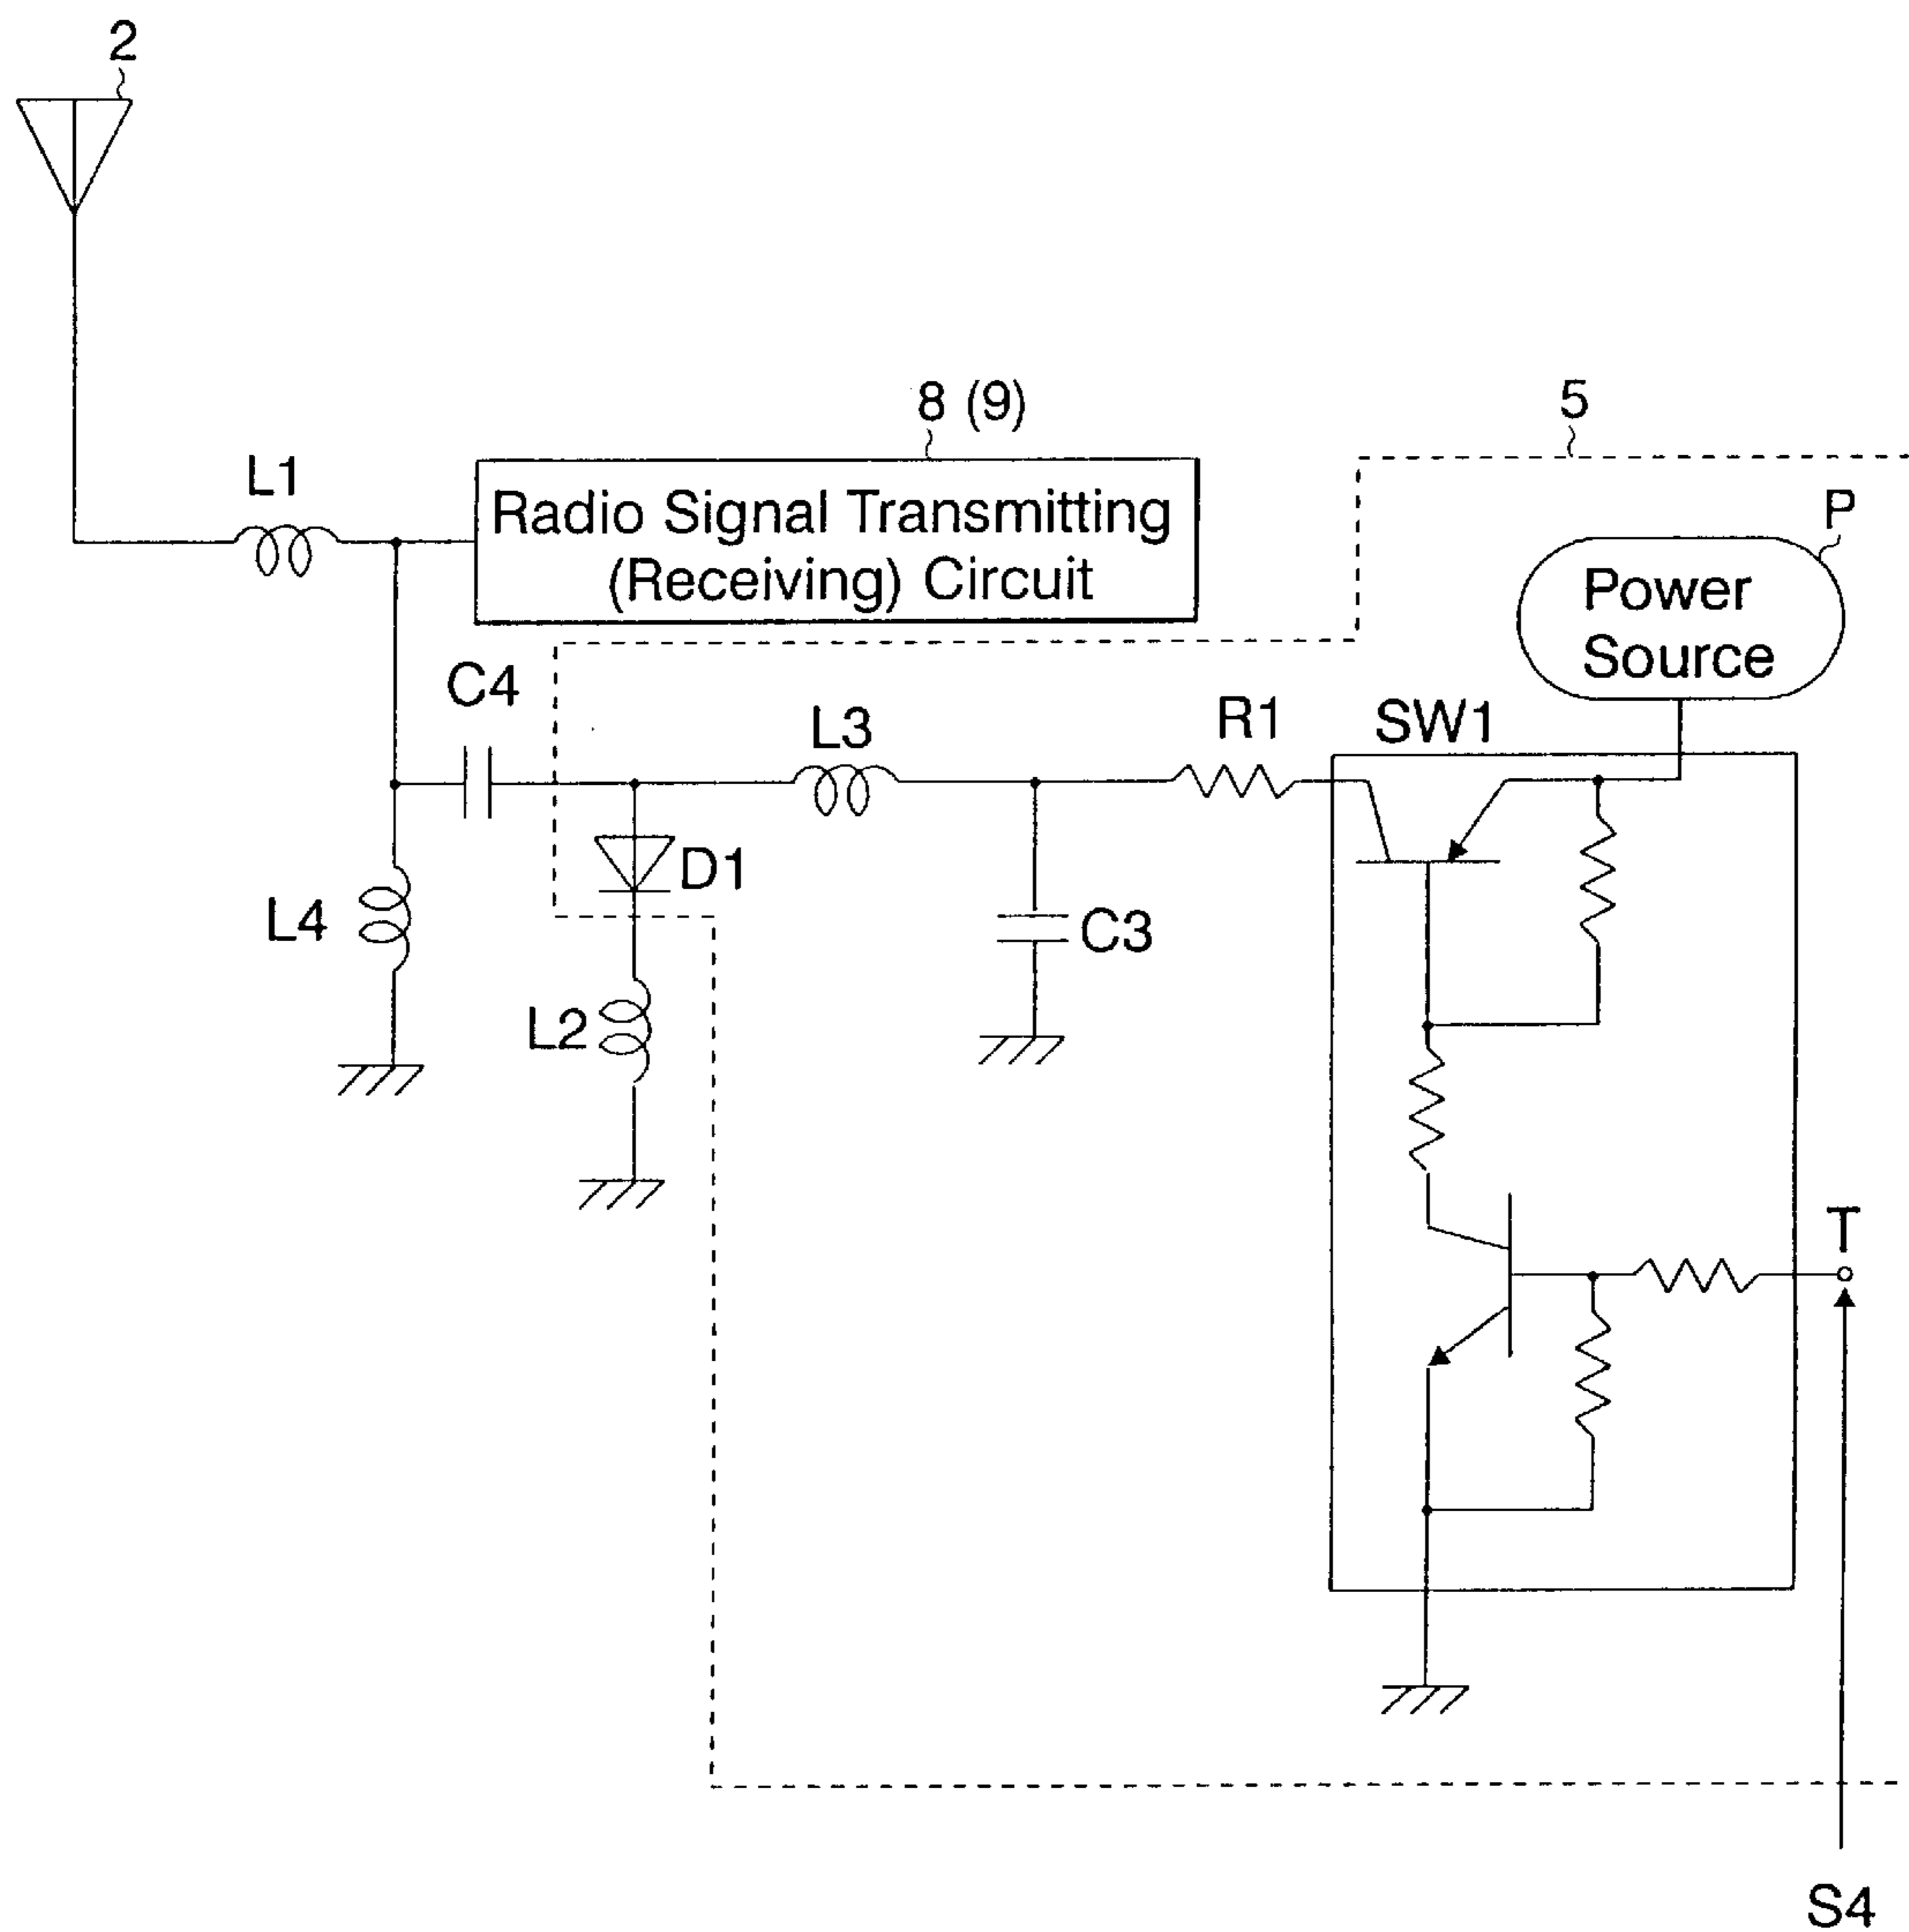 2
8 (9)
5
L1
Radio Signal Transmitting
(Receiving) Circuit
P
Power
Source
C4
L3
R1
SW1
D1
L4
C3
L2
T
S4